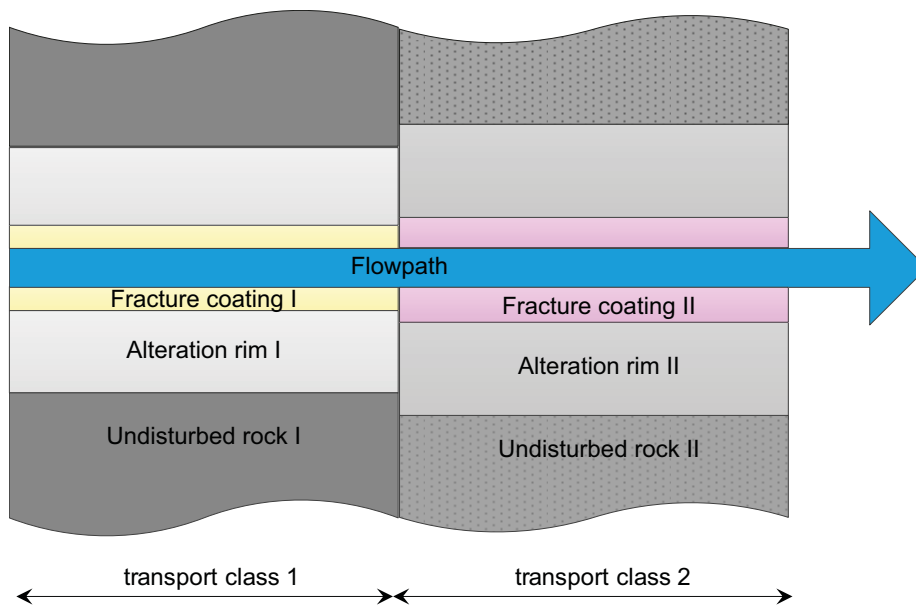 Flowpath
Fracture coating I
Fracture coating II
Alteration rim I
Alteration rim II
Undisturbed rock I
Undisturbed rock II
transport class 1
transport class 2